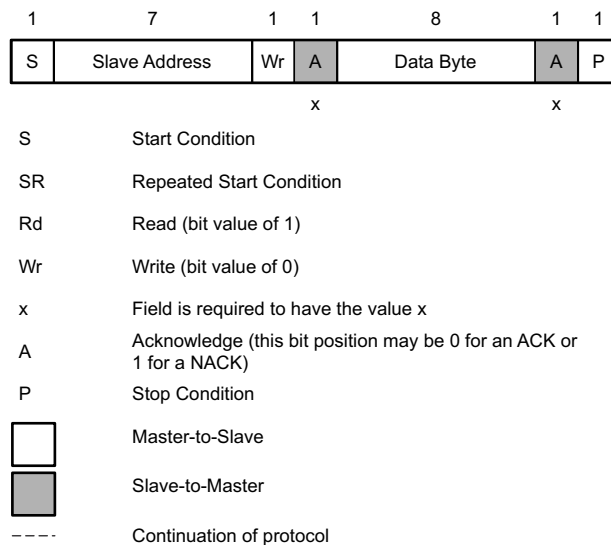 1 7 1 1 8 1 1
S Slave Address Wr A Data Byte A P
x x
S Start Condition
SR Repeated Start Condition
Rd Read (bit value of 1)
Wr Write (bit value of 0)
x Field is required to have the value x
A Acknowledge (this bit position may be 0 for an ACK or
1 for a NACK)
P Stop Condition
Master-to-Slave
Slave-to-Master
Continuation of protocol